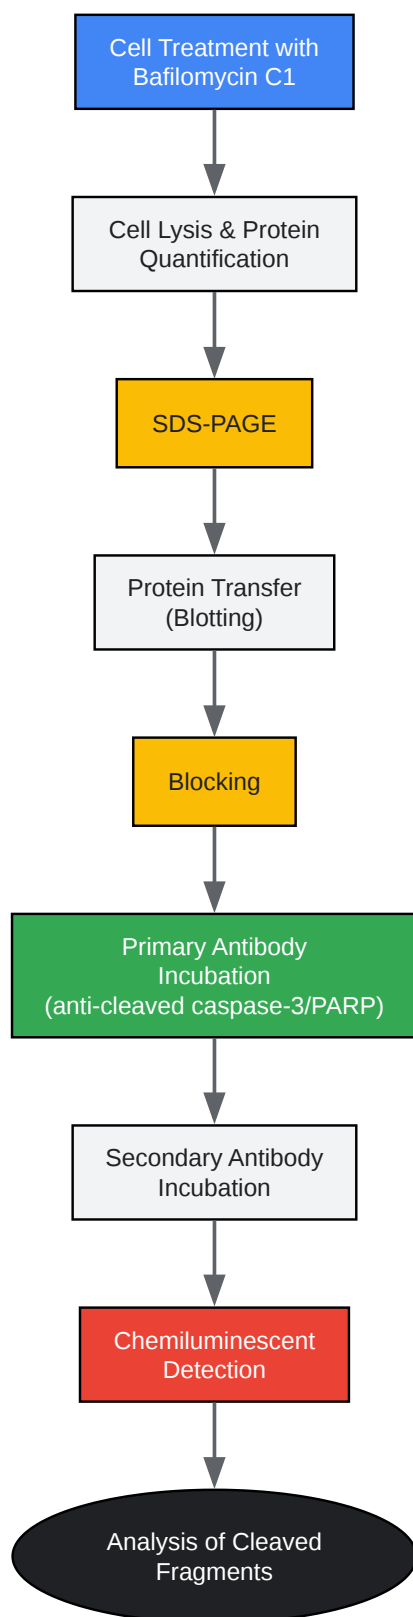 Cell Treatment with
Bafilomycin C1
Cell Lysis & Protein
Quantification
SDS-PAGE
Protein Transfer
(Blotting)
Blocking
Primary Antibody
Incubation
(anti-cleaved caspase-3/PARP)
Secondary Antibody
Incubation
Chemiluminescent
Detection
Analysis of Cleaved
Fragments